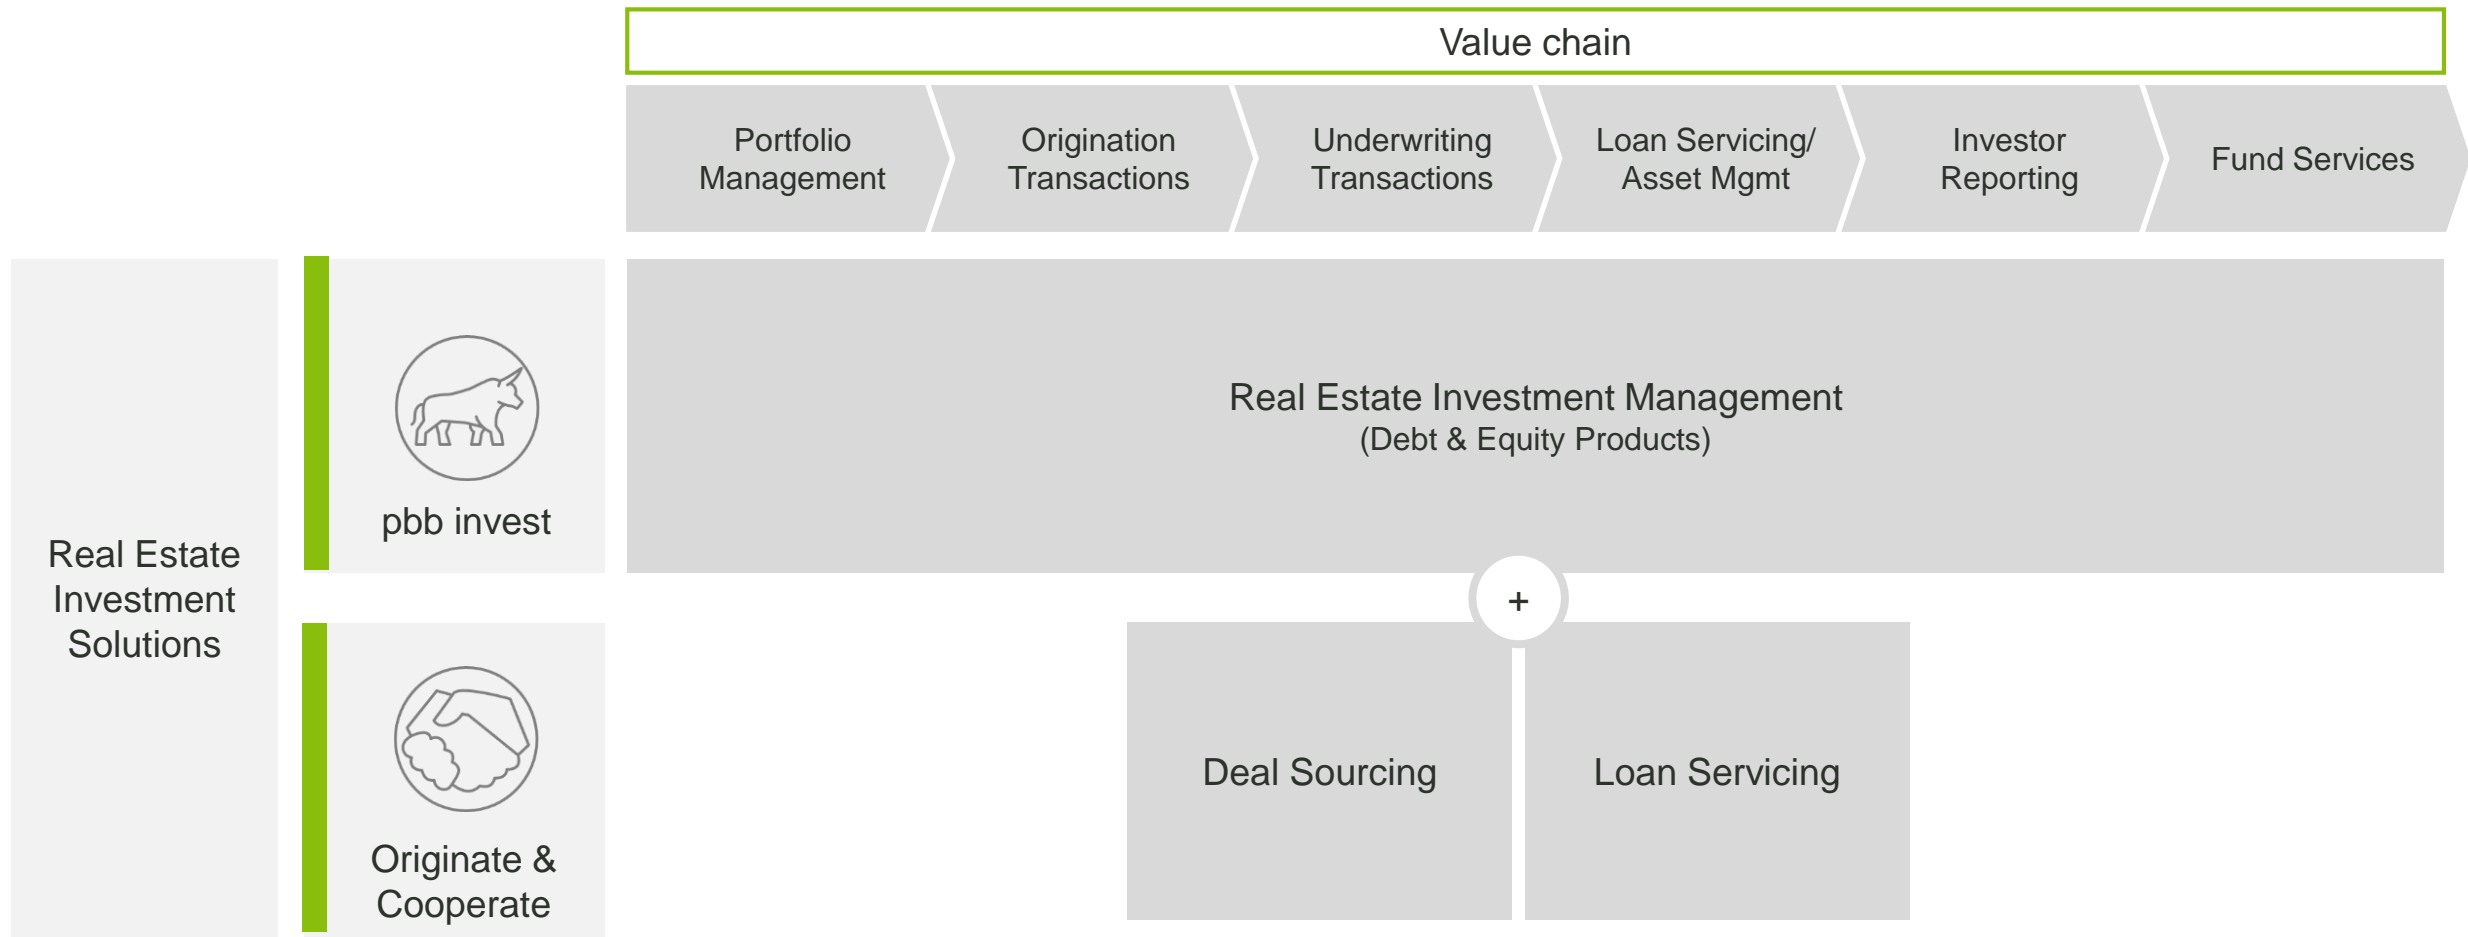 Value chain
Portfolio
Management
Origination
Transactions
Underwriting
Transactions
Loan Servicing/
Asset Mgmt
Investor
Reporting
Fund Services
Real Estate
Investment
Solutions
pbb invest
Real Estate Investment Management
(Debt & Equity Products)
+
Originate &
Cooperate
Deal Sourcing
Loan Servicing